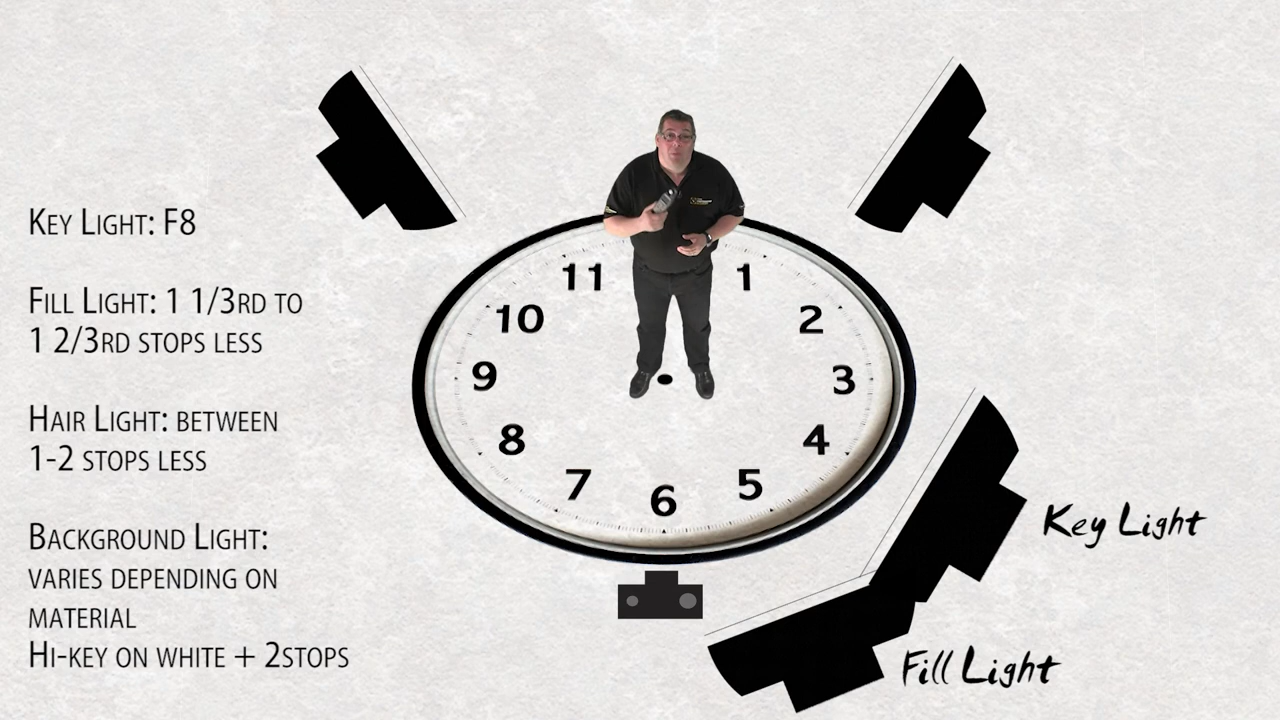 Key Light: F8
Fill Light: 1 1/3rd to
1 2/3rd stops less
Hair Light: between
1-2 stops less
Background Light:
varies depending on
material
Hi-key on white + 2stops
11
1
10
2
9
3
8
4
7
5
6
Key Light
Fill Light